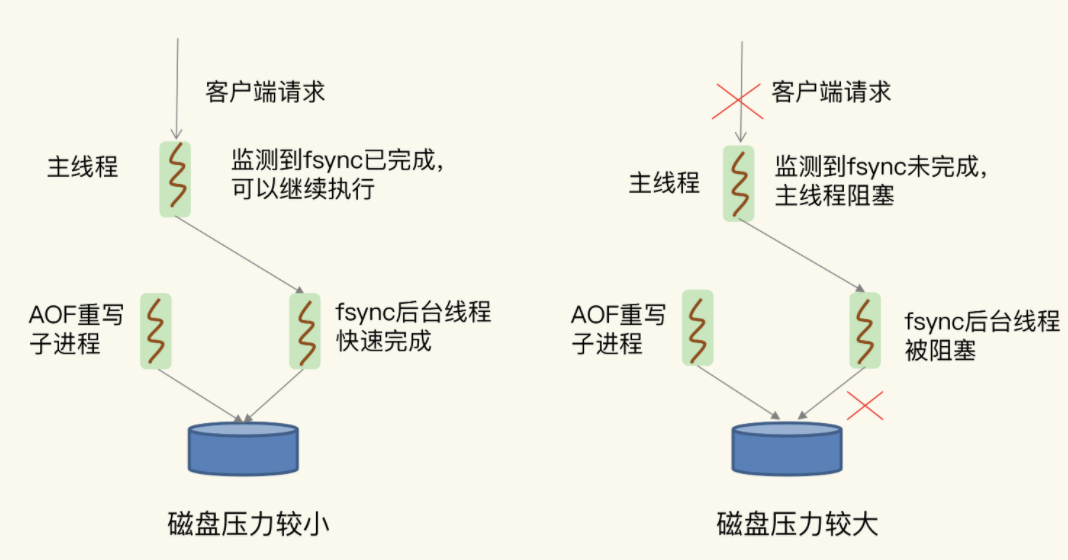 客户端请求
主线程
监测到fsync已完成，
可以继续执行
AOF重写
子进程
fsync后台线程
快速完成
磁盘压力较小
客户端请求
主线程
监测到fsync未完成，
主线程阻塞
AOF重写
子进程
fsync后台线程
被阻塞
磁盘压力较大